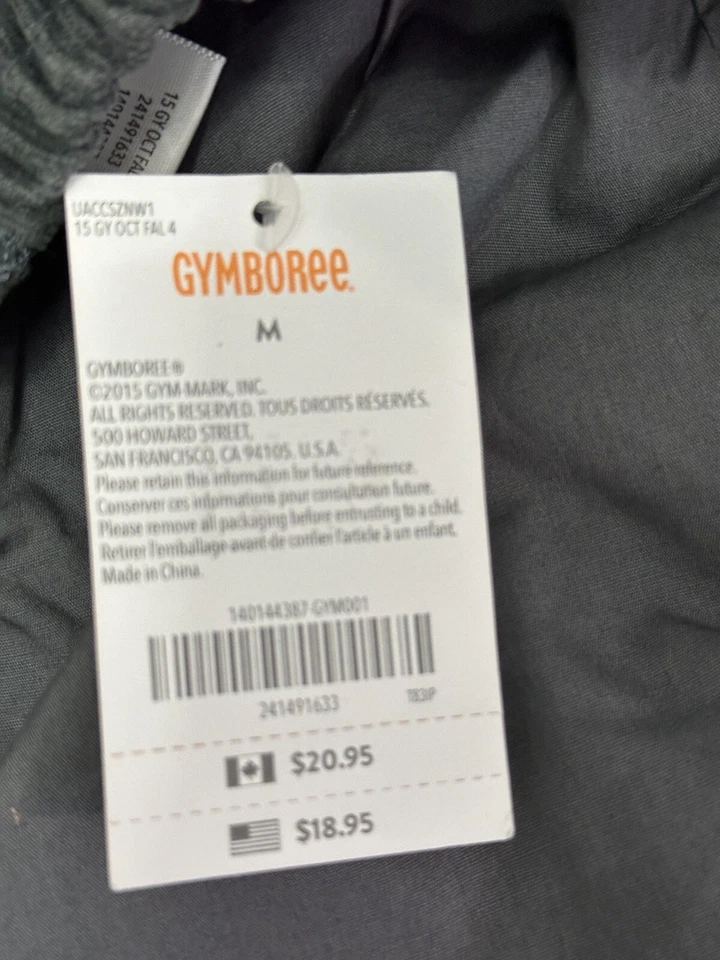 15 GY OCT FAL
241491633
UACCSZNW1
15 GY OCT FAL 4
GYMBOREE
M
GYMBOREE®
©2015 GYM-MARK, INC.
ALL RIGHTS RESERVED. TOUS DROITS RÉSERVÉS.
500 HOWARD STREET,
SAN FRANCISCO, CA 94105, U.S.A.
Please retain this information for future reference.
Conserver ces informations pour consultation future.
Please remove all packaging before entrusting to a child.
Retirer l'emballage avant de confier l'article à un enfant.
Made in China.
140144387-GYM001
241491633
183IP
$20.95
$18.95